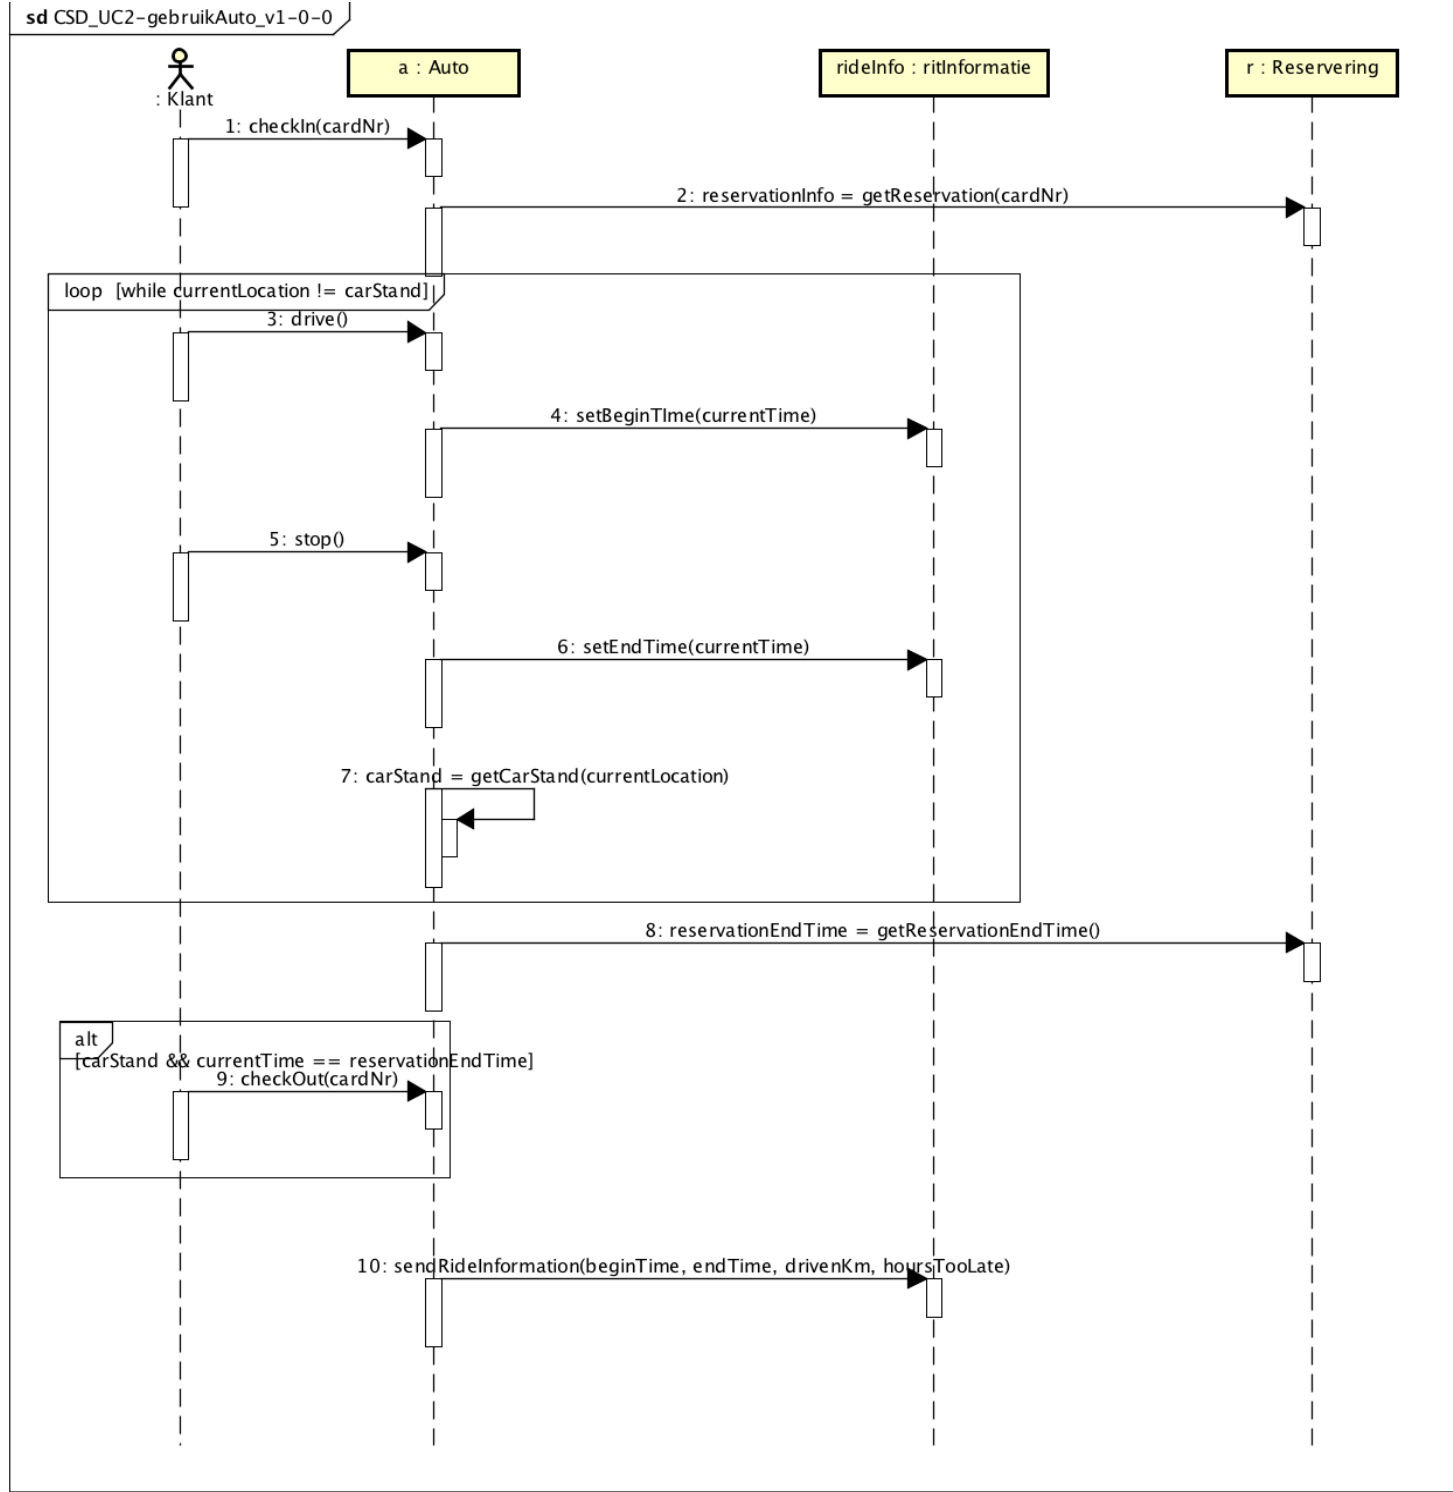 sd CSD_UC2-gebruikAuto_v1-0-0
: Klant
a : Auto
rideInfo : ritInformatie
r : Reservering
1: checkIn(cardNr)
2: reservationInfo = getReservation(cardNr)
loop [while currentLocation != carStand]
3: drive()
4: setBeginTIme(currentTime)
5: stop()
6: setEndTime(currentTime)
7: carStand = getCarStand(currentLocation)
8: reservationEndTime = getReservationEndTime()
alt
[carStand && currentTime == reservationEndTime]
9: checkOut(cardNr)
10: sendRideInformation(beginTime, endTime, drivenKm, hoursTooLate)